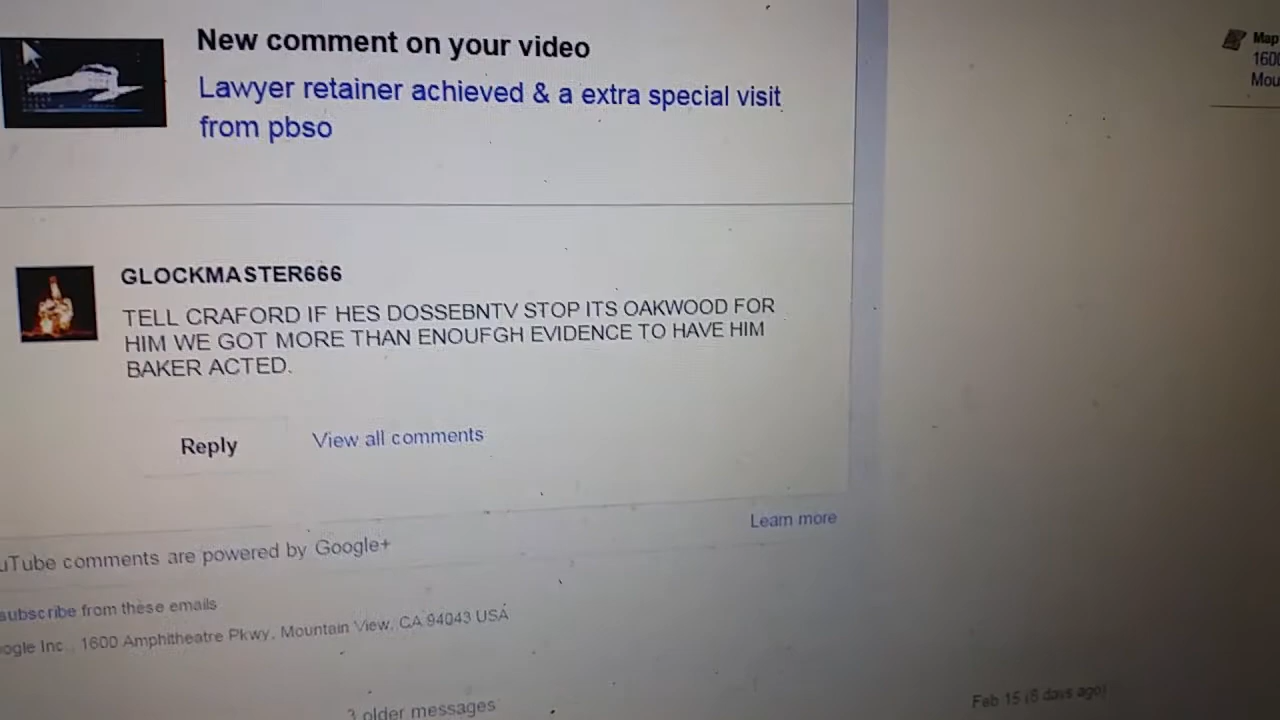 New comment on your video
Lawyer retainer achieved & a extra special visit
from pbso
Map
Mou
GLOCKMASTER666
TELL CRAFORD IF HES DOSSEBNTV STOP ITS OAKWOOD FOR
HIM WE GOT MORE THAN ENOUFGH EVIDENCE TO HAVE HIM
BAKER ACTED.
Reply
View all comments
Learn more
uTube comments are powered by Google+
subscribe from these emails
ogle Inc., 1600 Amphitheatre Pkwy, Mountain View, CA 94043 USA
3 older messages
Feb 15 (8 days ago)